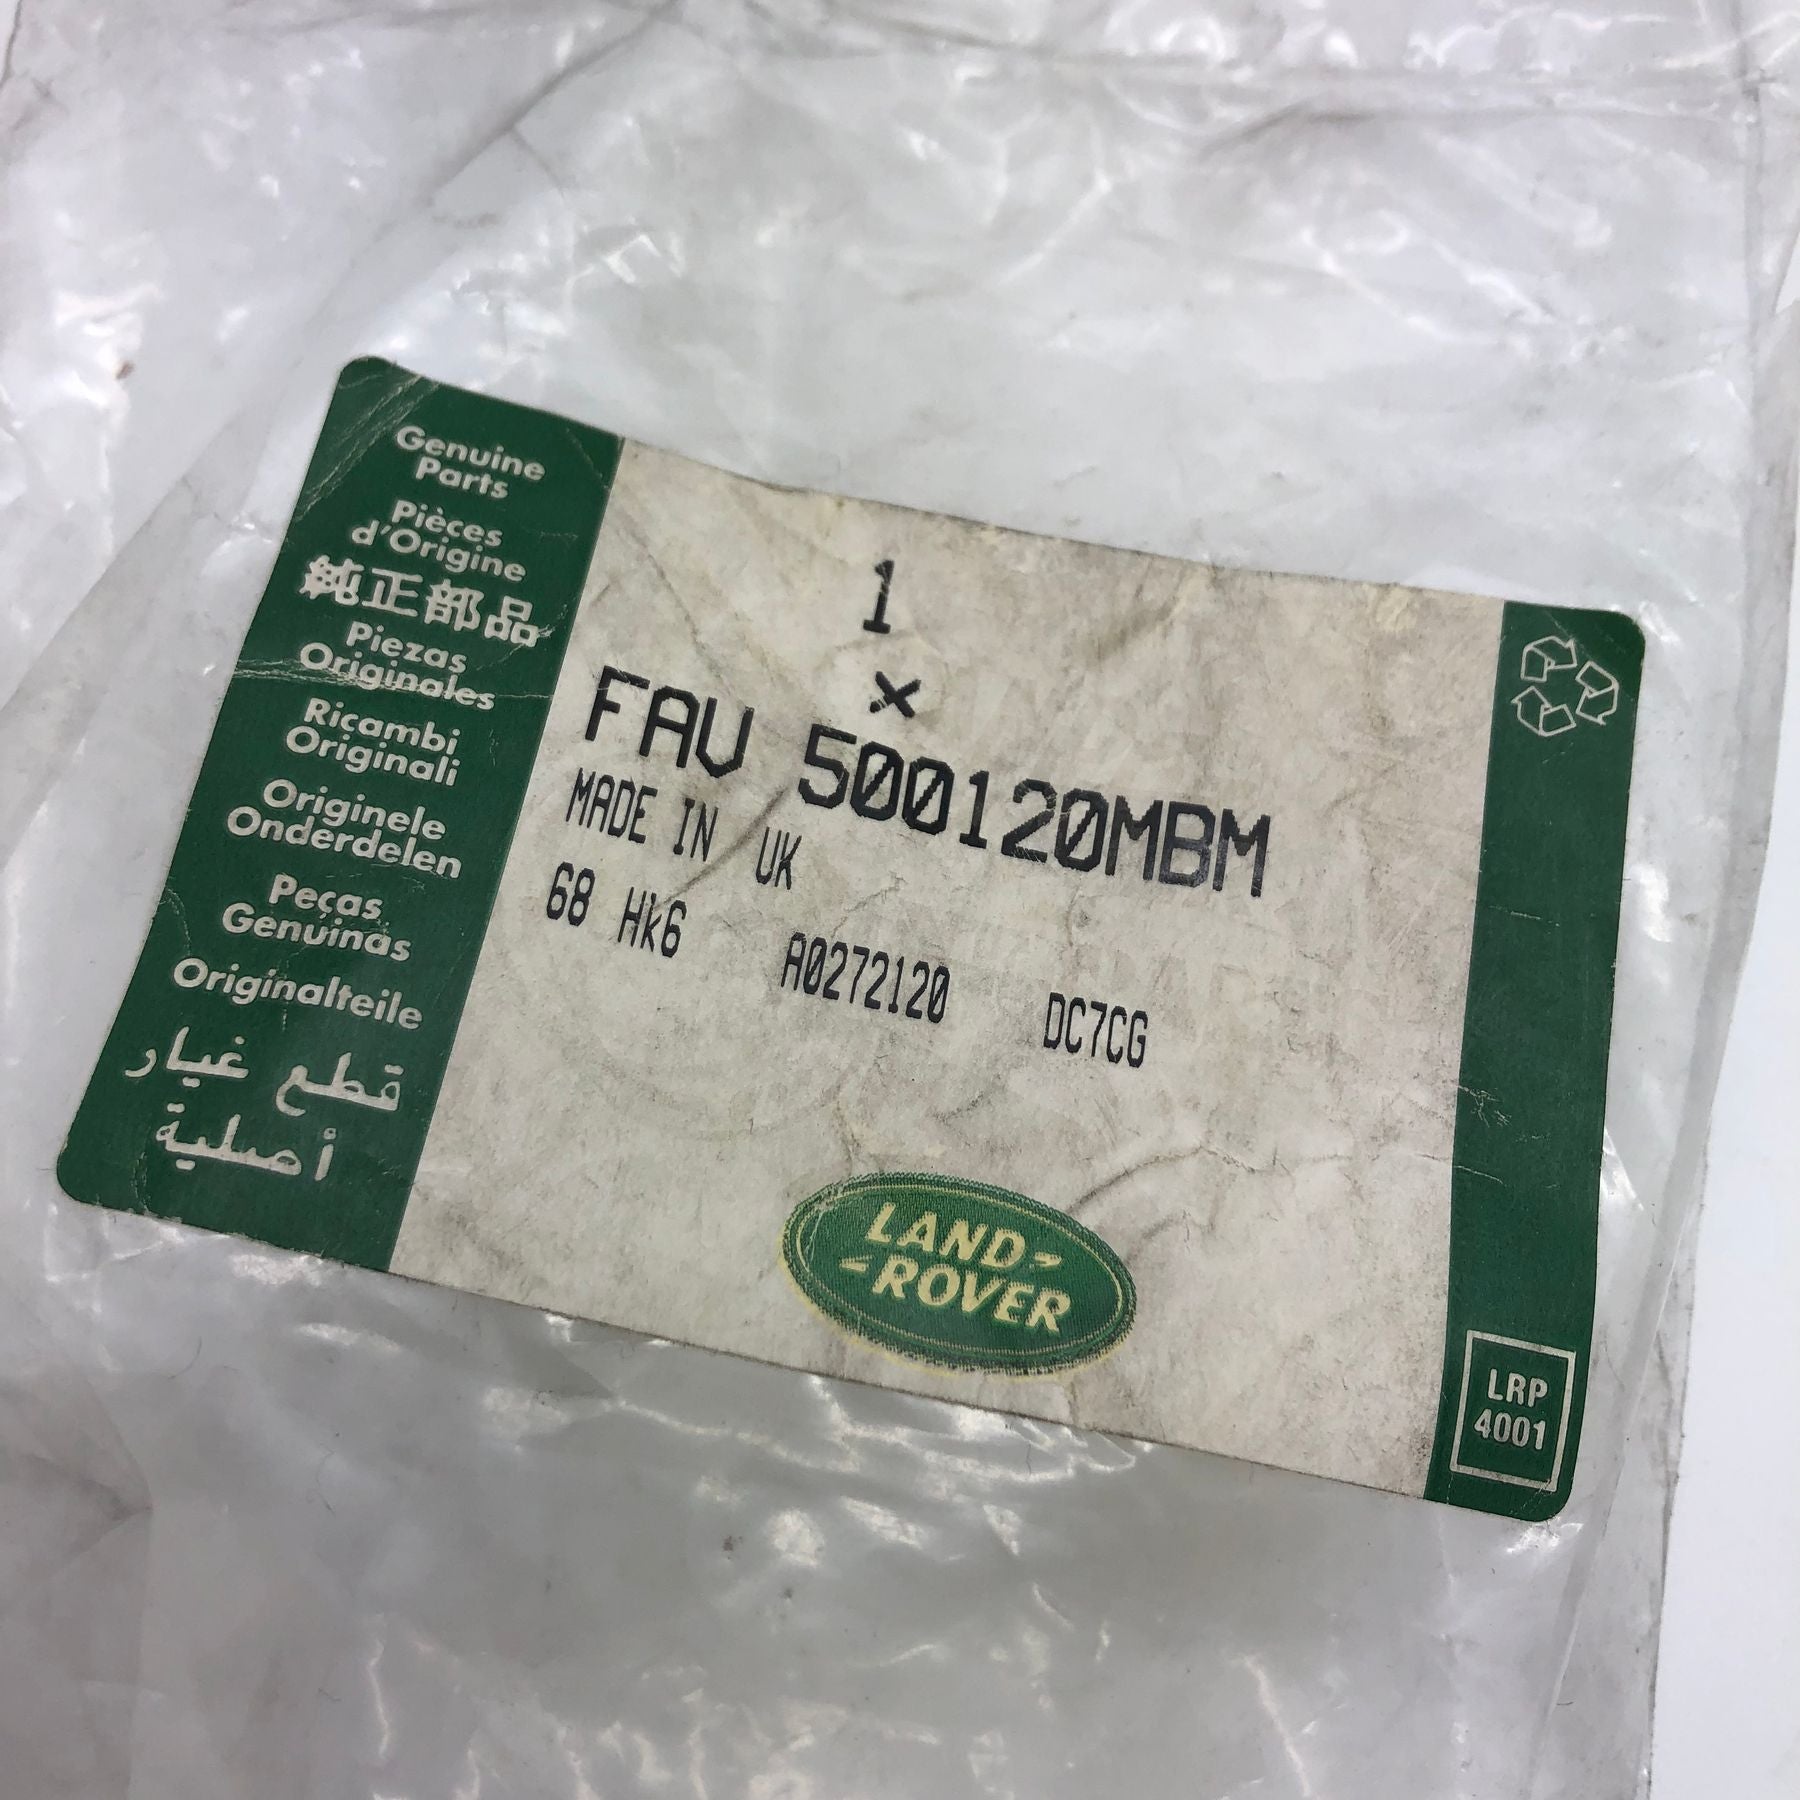 Genuine
Parts
Pièces
d'Origine
純正部品
Piezas
Originales
Ricambi
Originali
Originele
Onderdelen
Peças
Genuinas
Originalteile
قطع غيار
أصلية
1
x
FAV 500120MBM
MADE IN UK
68 Hk6 A0272120 DC7CG
LAND
ROVER
LRP
4001